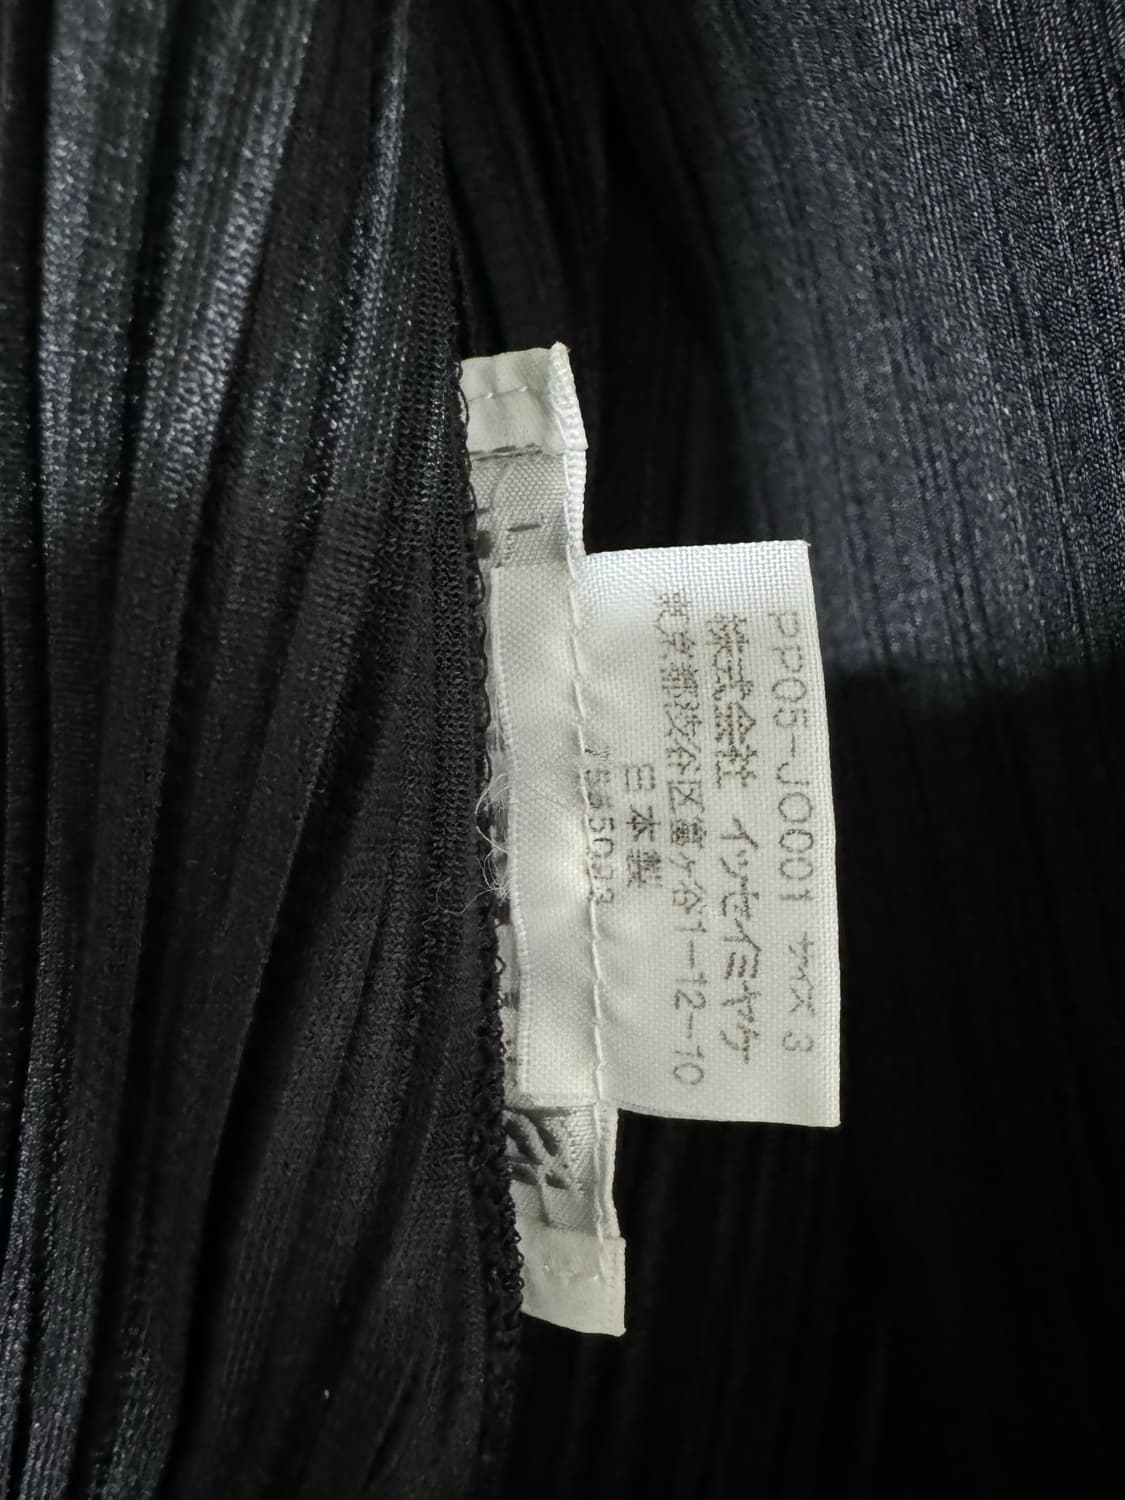 PP05-J0001 サイズ 3
株式会社 イッセイミヤケ
東京都渋谷区富ヶ谷1-12-10
日本製